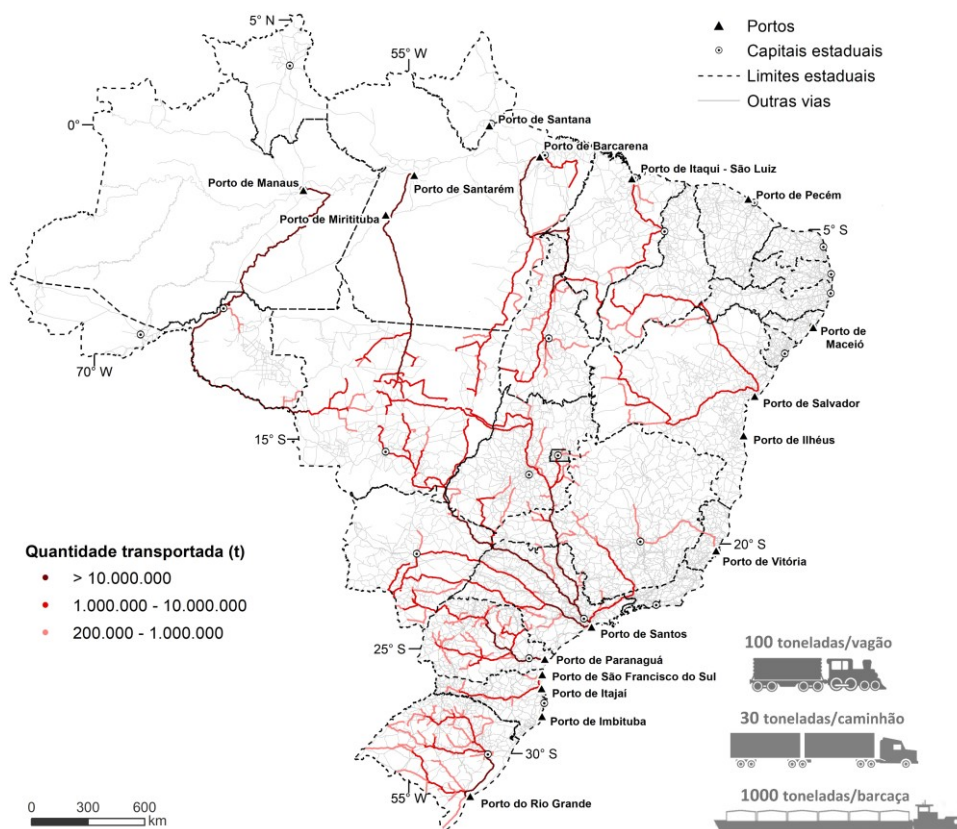 5° N
55° W
Portos
Capitais estaduais
Limites estaduais
Outras vias
0°
Porto de Santana
Porto de Barcarena
Porto de Itaqui - São Luiz
Porto de Manaus
Porto de Santarém
Porto de Pecém
Porto de Miritituba
5° S
70° W
Porto de
Maceió
Porto de Salvador
15° S
Porto de Ilhéus
20° S
Porto de Vitória
Quantidade transportada (t)
> 10.000.000
1.000.000 - 10.000.000
200.000 - 1.000.000
Porto de Santos
25° S
100 toneladas/vagão
Porto de Paranaguá
Porto de São Francisco do Sul
Porto de Itajaí
Porto de Imbituba
30 toneladas/caminhão
30° S
55° W
Porto do Rio Grande
1000 toneladas/barcaça
0 300 600
km